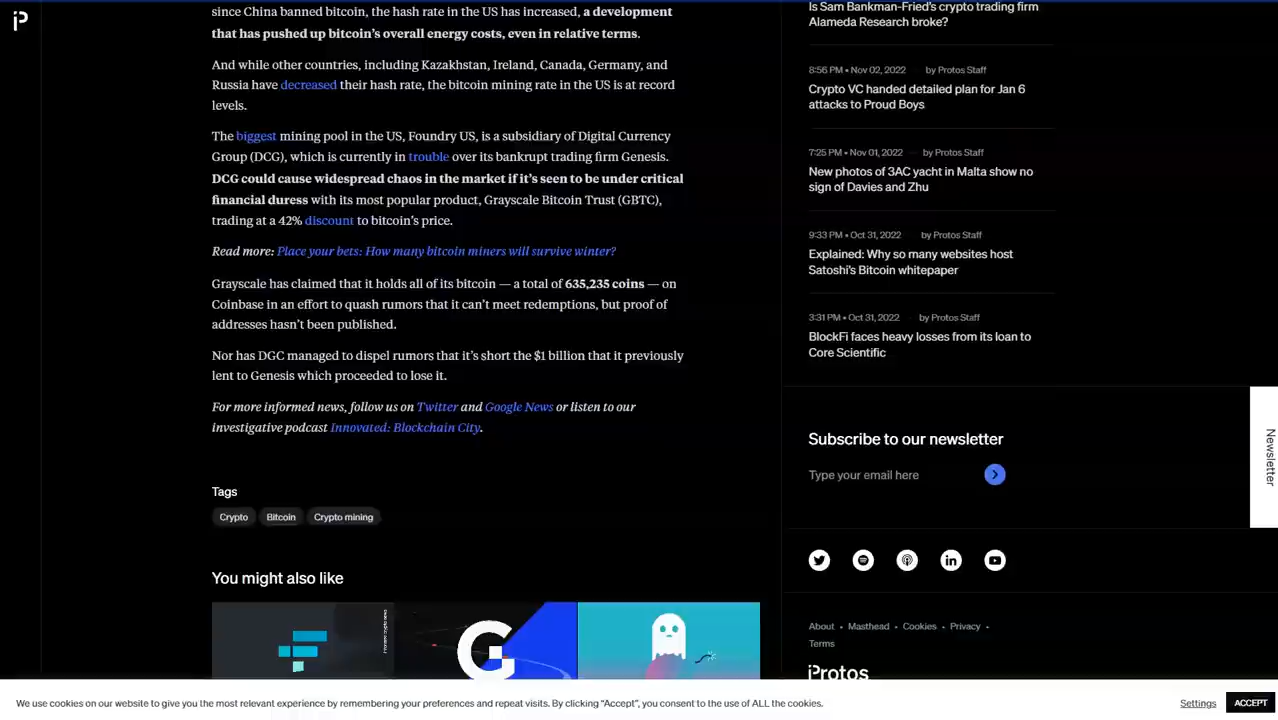 since China banned bitcoin, the hash rate in the US has increased, a development
that has pushed up bitcoin's overall energy costs, even in relative terms.
And while other countries, including Kazakhstan, Ireland, Canada, Germany, and
Russia have decreased their hash rate, the bitcoin mining rate in the US is at record
levels.
The biggest mining pool in the US, Foundry US, is a subsidiary of Digital Currency
Group (DCG), which is currently in trouble over its bankrupt trading firm Genesis.
DCG could cause widespread chaos in the market if it's seen to be under critical
financial duress with its most popular product, Grayscale Bitcoin Trust (GBTC),
trading at a 42% discount to bitcoin's price.
Read more: Place your bets: How many bitcoin miners will survive winter?
Grayscale has claimed that it holds all of its bitcoin — a total of 635,235 coins — on
Coinbase in an effort to quash rumors that it can't meet redemptions, but proof of
addresses hasn't been published.
Nor has DGC managed to dispel rumors that it's short the $1 billion that it previously
lent to Genesis which proceeded to lose it.
For more informed news, follow us on Twitter and Google News or listen to our
investigative podcast Innovated: Blockchain City.
Tags
Crypto
Bitcoin
Crypto mining
You might also like
Is Sam Bankman-Fried's crypto trading firm
Alameda Research broke?
8:56 PM • Nov 02, 2022 by Protos Staff
Crypto VC handed detailed plan for Jan 6
attacks to Proud Boys
7:25 PM • Nov 01, 2022 by Protos Staff
New photos of 3AC yacht in Malta show no
sign of Davies and Zhu
9:33 PM • Oct 31, 2022 by Protos Staff
Explained: Why so many websites host
Satoshi's Bitcoin whitepaper
3:31 PM • Oct 31, 2022 by Protos Staff
BlockFi faces heavy losses from its loan to
Core Scientific
Subscribe to our newsletter
Type your email here
Newsletter
About • Masthead • Cookies • Privacy •
Terms
Protos
We use cookies on our website to give you the most relevant experience by remembering your preferences and repeat visits. By clicking "Accept", you consent to the use of ALL the cookies.
Settings
ACCEPT